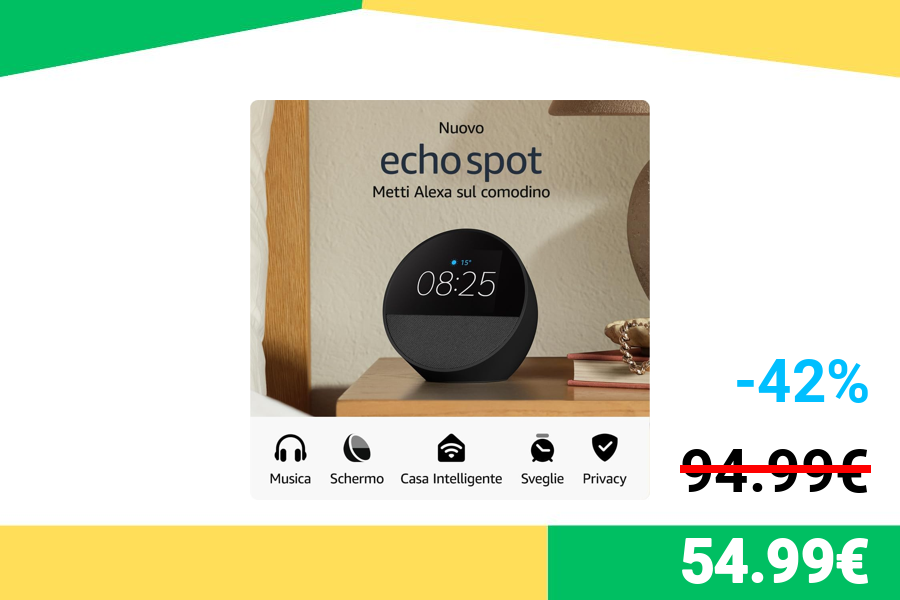 Nuovo
echo spot
Metti Alexa sul comodino
15°
08:25
Musica
Schermo
Casa Intelligente
Sveglie
Privacy
-42%
94.99€
54.99€